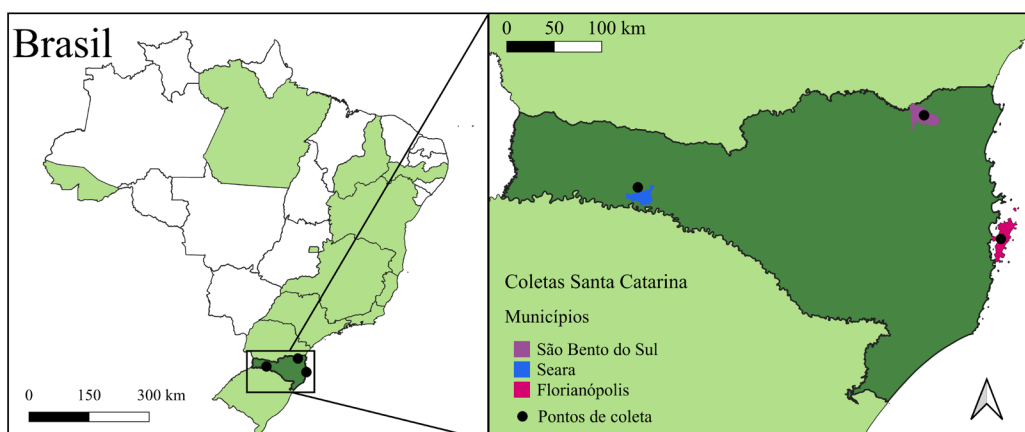 Brasil
0 150 300 km
0 50 100 km
Coletas Santa Catarina
Municípios
São Bento do Sul
Seara
Florianópolis
Pontos de coleta